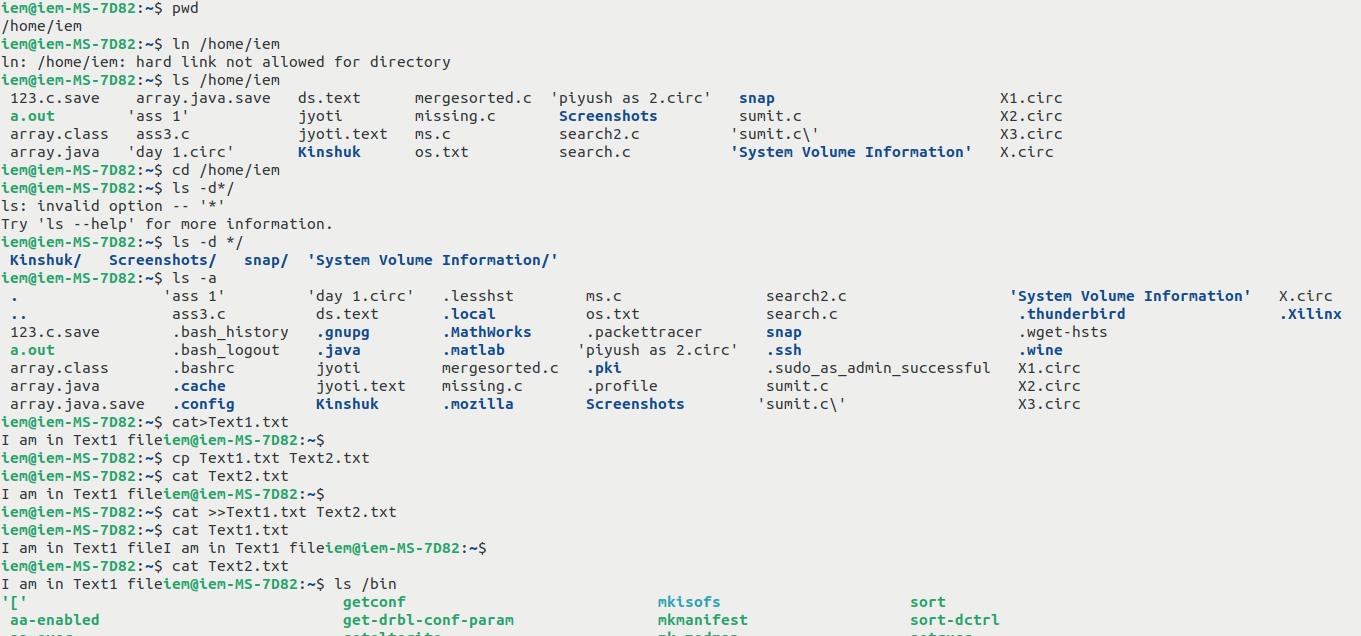 iem@iem-MS-7D82:~$ pwd
/home/iem
iem@iem-MS-7D82:~$ ln /home/iem
ln: /home/iem: hard link not allowed for directory
iem@iem-MS-7D82:~$ ls /home/iem
 123.c.save    array.java.save   ds.text      mergesorted.c  'piyush as 2.circ'   snap                         X1.circ
 a.out        'ass 1'            jyoti        missing.c       Screenshots         sumit.c                      X2.circ
 array.class   ass3.c            jyoti.text   ms.c            search2.c          'sumit.c\'                    X3.circ
 array.java   'day 1.circ'       Kinshuk      os.txt          search.c           'System Volume Information'   X.circ
iem@iem-MS-7D82:~$ cd /home/iem
iem@iem-MS-7D82:~$ ls -d*/
ls: invalid option -- '*'
Try 'ls --help' for more information.
iem@iem-MS-7D82:~$ ls -d */
 Kinshuk/   Screenshots/   snap/  'System Volume Information/'
iem@iem-MS-7D82:~$ ls -a
 .                'ass 1'         'day 1.circ'   .lesshst        ms.c                search2.c                  'System Volume Information'   X.circ
 ..                ass3.c          ds.text       .local          os.txt              search.c                    .thunderbird                 .Xilinx
 123.c.save        .bash_history   .gnupg        .MathWorks      .packettracer       snap                        .wget-hsts
 a.out             .bash_logout    .java         .matlab        'piyush as 2.circ'   .ssh                        .wine
 array.class       .bashrc         jyoti         mergesorted.c   .pki                .sudo_as_admin_successful   X1.circ
 array.java        .cache          jyoti.text    missing.c       .profile            sumit.c                     X2.circ
 array.java.save   .config         Kinshuk       .mozilla        Screenshots        'sumit.c\'                   X3.circ
iem@iem-MS-7D82:~$ cat>Text1.txt
I am in Text1 fileiem@iem-MS-7D82:~$
iem@iem-MS-7D82:~$ cp Text1.txt Text2.txt
iem@iem-MS-7D82:~$ cat Text2.txt
I am in Text1 fileiem@iem-MS-7D82:~$
iem@iem-MS-7D82:~$ cat >>Text1.txt Text2.txt
iem@iem-MS-7D82:~$ cat Text1.txt
I am in Text1 fileI am in Text1 fileiem@iem-MS-7D82:~$
iem@iem-MS-7D82:~$ cat Text2.txt
I am in Text1 fileiem@iem-MS-7D82:~$ ls /bin
'['                                   getconf                            mkisofs                     sort
 aa-enabled                           get-drbl-conf-param                mkmanifest                  sort-dctrl